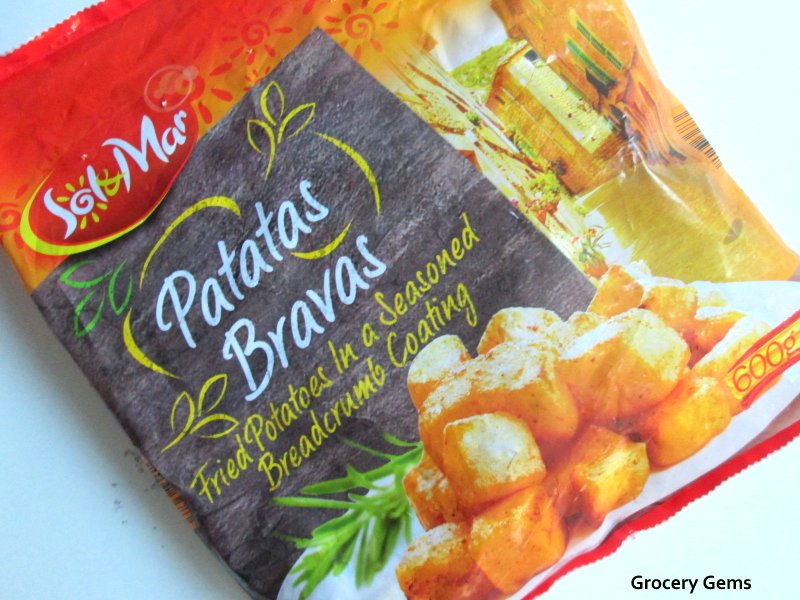 Sol&Mar
Patatas
Bravas
Fried Potatoes In a Seasoned
Breadcrumb Coating
600g
Grocery Gems